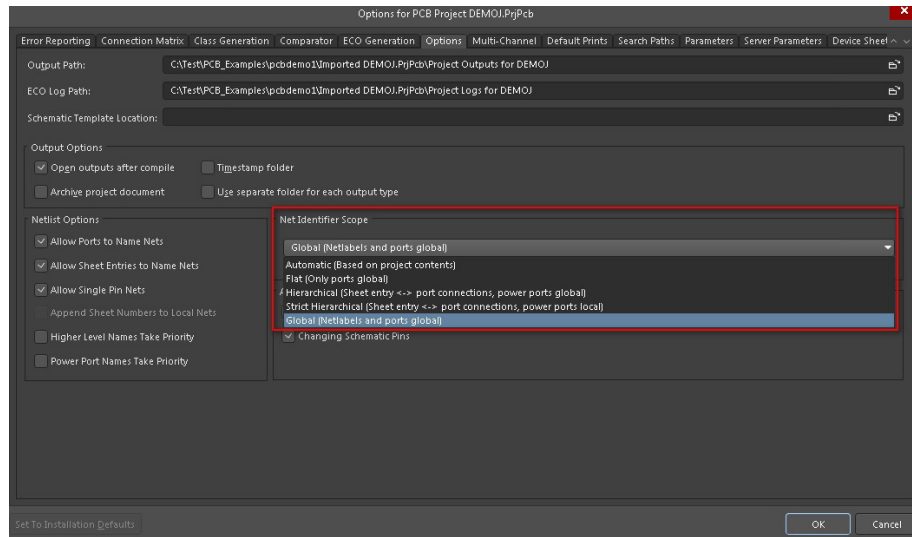 Options for PCB Project DEMOJ.PrjPcb
Error Reporting Connection Matrix Class Generation Comparator ECO Generation Options Multi-Channel Default Prints Search Paths Parameters Server Parameters Device Sheet
Output Path: C:\Test\PCB_Examples\pcbdemo1\Imported DEMOJ.PrjPcb\Project Outputs for DEMOJ
ECO Log Path: C:\Test\PCB_Examples\pcbdemo1\Imported DEMOJ.PrjPcb\Project Logs for DEMOJ
Schematic Template Location:
Output Options
Open outputs after compile Timestamp folder
Archive project document Use separate folder for each output type
Netlist Options Net Identifier Scope
Allow Ports to Name Nets Global (Netlabels and ports global)
Automatic (Based on project contents)
Allow Sheet Entries to Name Nets
Flat (Only ports global)
Allow Single Pin Nets Hierarchical (Sheet entry <-> port connections, power ports global)
Strict Hierarchical (Sheet entry <-> port connections, power ports local)
Append Sheet Numbers to Local Nets Global (Netlabels and ports global)
Higher Level Names Take Priority Changing Schematic Pins
Power Port Names Take Priority
Set To Installation Defaults OK Cancel